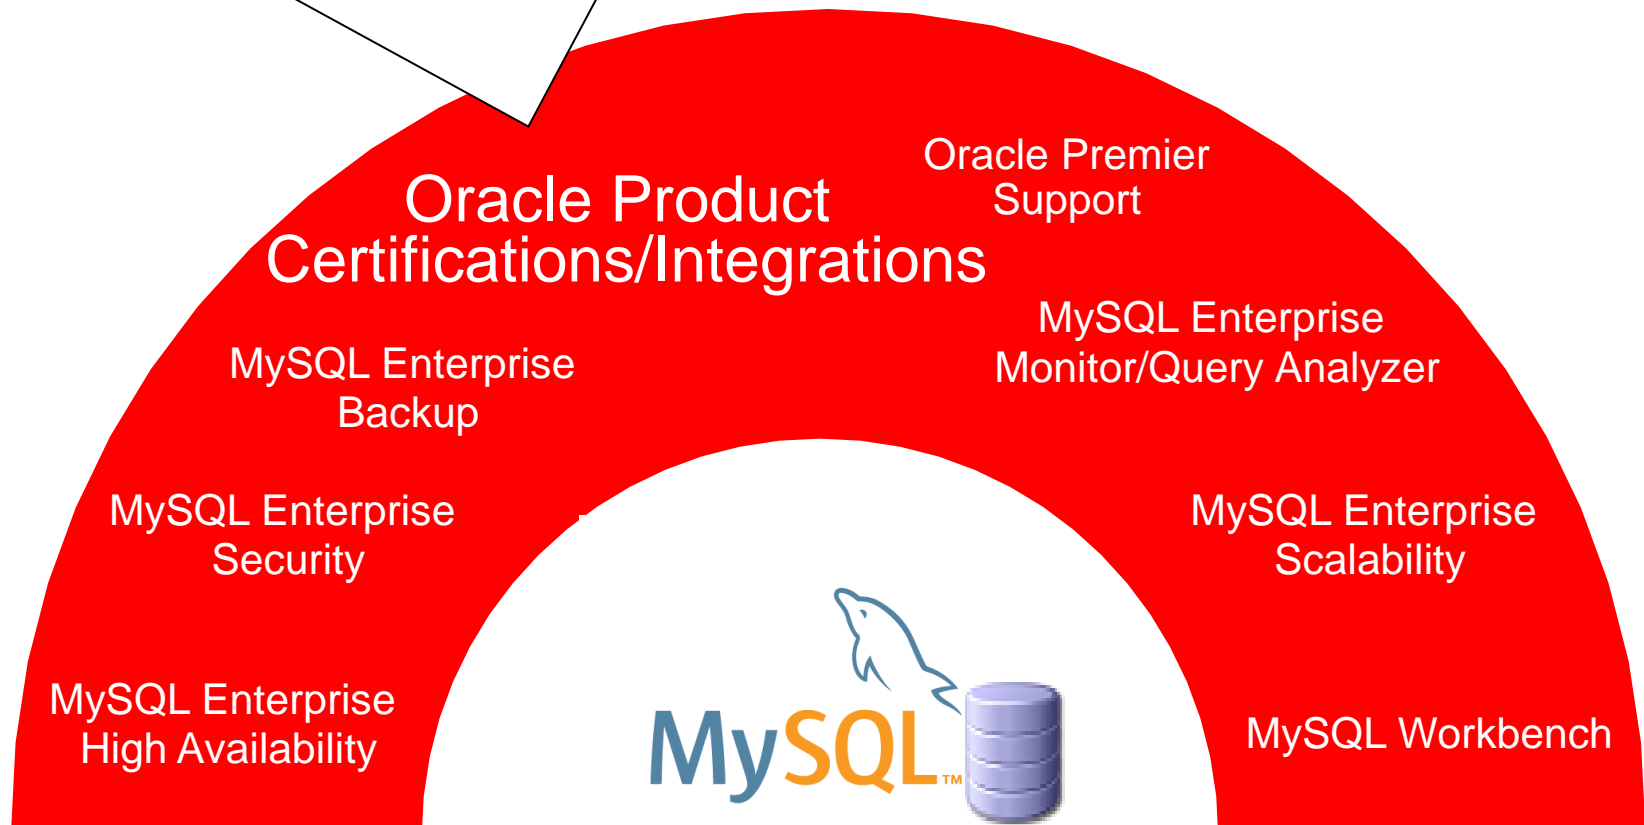 Oracle Premier
Support
Oracle Product
Certifications/Integrations
MySQL Enterprise
Monitor/Query Analyzer
MySQL Enterprise
Backup
MySQL Enterprise
Security
MySQL Enterprise
Scalability
MySQL Enterprise
High Availability
MySQL Workbench
MySQL™